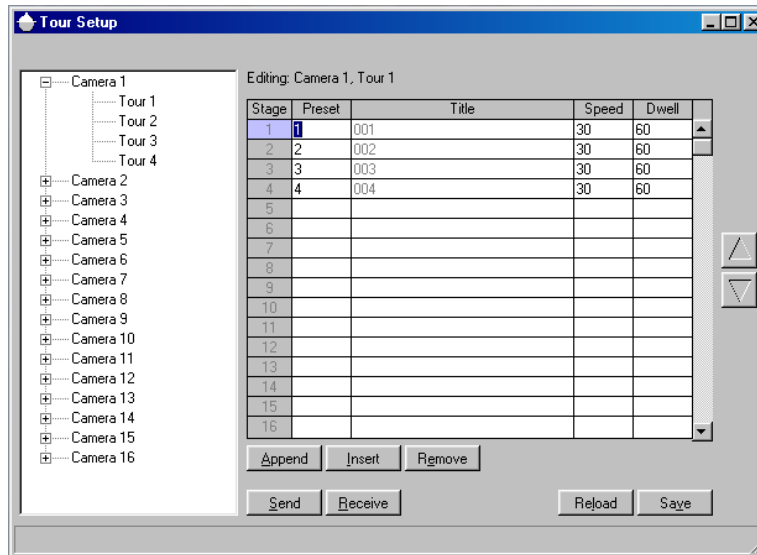 Tour Setup
Camera 1
Tour 1
Tour 2
Tour 3
Tour 4
Camera 2
Camera 3
Camera 4
Camera 5
Camera 6
Camera 7
Camera 8
Camera 9
Camera 10
Camera 11
Camera 12
Camera 13
Camera 14
Camera 15
Camera 16
Editing: Camera 1, Tour 1
Stage Preset Title Speed Dwell
1 1 001 30 60
2 2 002 30 60
3 3 003 30 60
4 4 004 30 60
5
6
7
8
9
10
11
12
13
14
15
16
Append Insert Remove
Send Receive Reload Save